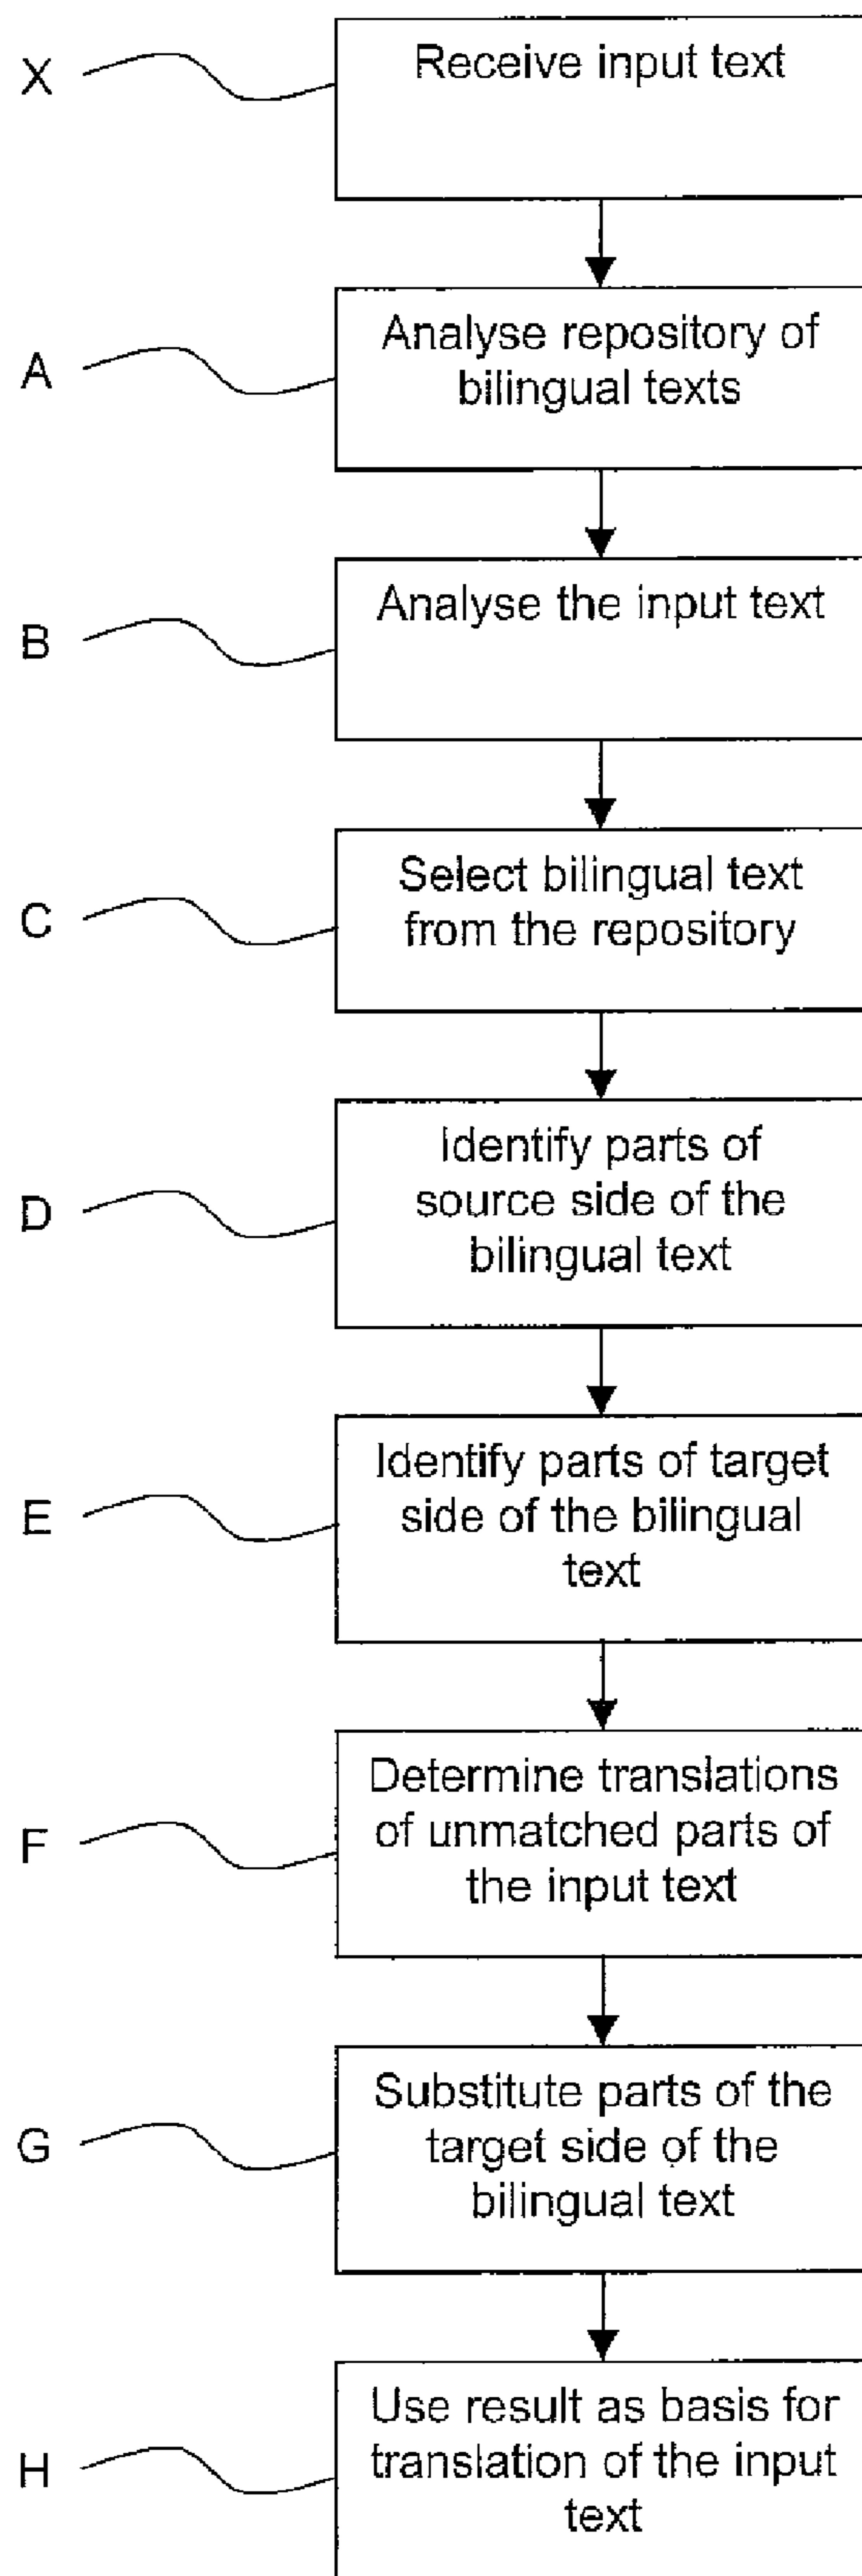 X
Receive input text
A
Analyse repository of
bilingual texts
B
Analyse the input text
C
Select bilingual text
from the repository
D
Identify parts of
source side of the
bilingual text
E
Identify parts of target
side of the bilingual
text
F
Determine translations
of unmatched parts of
the input text
G
Substitute parts of the
target side of the
bilingual text
H
Use result as basis for
translation of the input
text